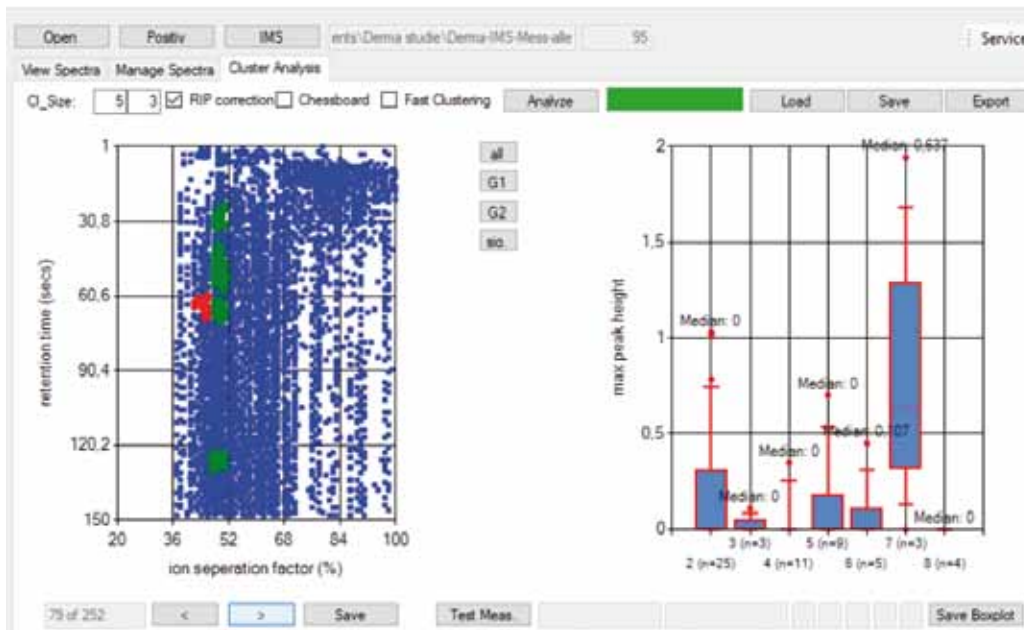 Open Positiv IMS ents\Derma studie\Derma-IMS-Mess-alle 95 Service
View Spectra Manage Spectra Cluster Analysis
Cl_Size: 5 3 RIP correction Chessboard Fast Clustering Analyze Load Save Export
1
30.8
60.6
90.4
120.2
150
retention time (secs)
20 36 52 68 84 100
ion seperation factor (%)
all
G1
G2
sio.
2
1.5
1
0.5
0
max peak height
Median: 0,637
Median: 0
Median: 0
Median: 0
Median: 0
Median: 0
3 (n=3) 5 (n=9) 7 (n=3)
2 (n=25) 4 (n=11) 6 (n=5) 8 (n=4)
75 of 252 < > Save Test Meas. Save Boxplot